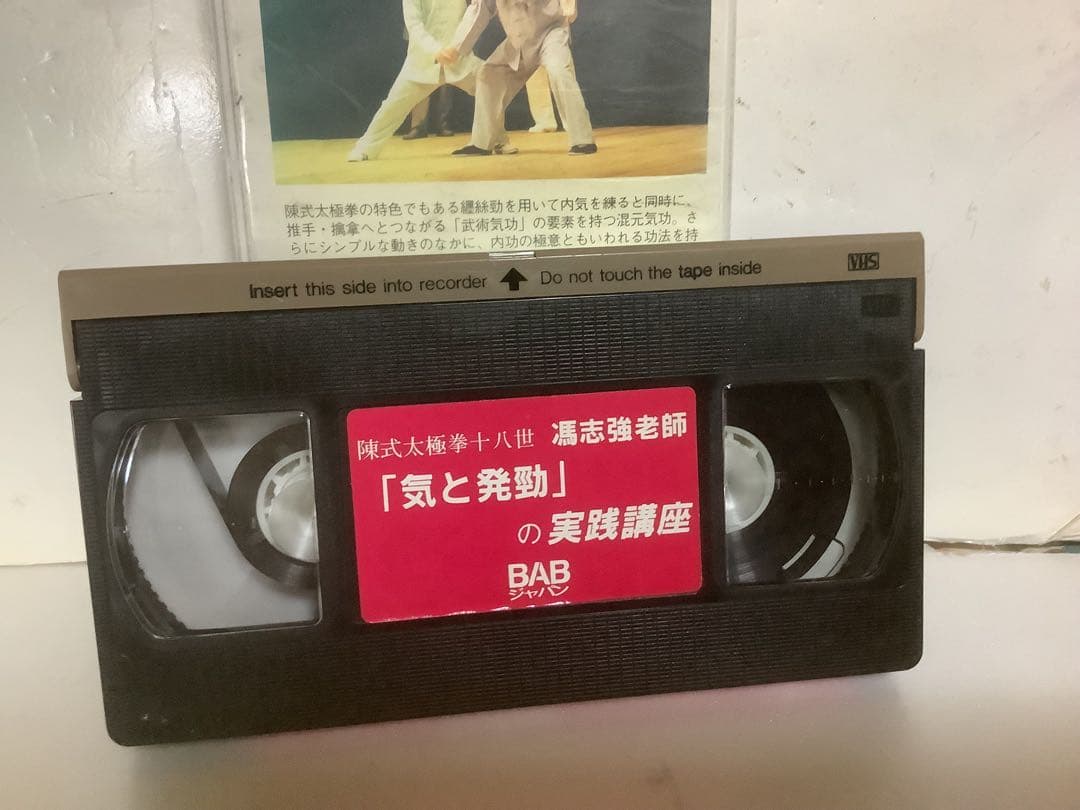 陳式太極拳の特色でもある纒絲勁を用いて内気を練ると同時に、
推手・擒拿へとつながる「武術気功」の要素を持つ混元気功。さ
らにシンプルな動きのなかに、内功の極意ともいわれる功法を持
Insert this side into recorder ↑ Do not touch the tape inside VHS
陳式太極拳十八世 馮志強老師
「気と発勁」
の実践講座
BAB
ジャパン